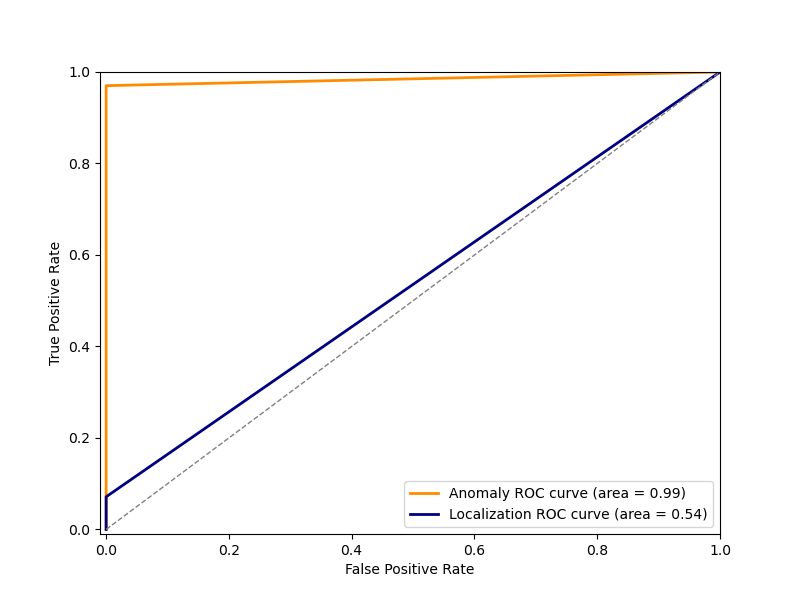 1.0
0.8
0.6
0.4
0.2
0.0
True Positive Rate
Anomaly ROC curve (area = 0.99)
Localization ROC curve (area = 0.54)
0.0 0.2 0.4 0.6 0.8 1.0
False Positive Rate